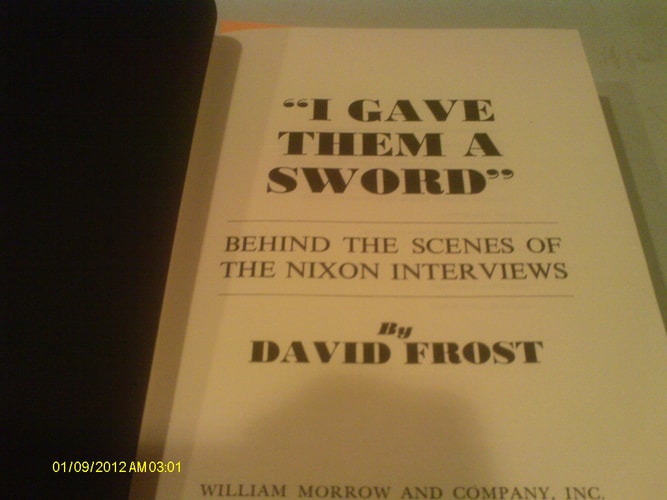 “I GAVE
THEM A
SWORD”
BEHIND THE SCENES OF
THE NIXON INTERVIEWS
By
DAVID FROST
WILLIAM MORROW AND COMPANY, INC.
01/09/2012 AM 03:01